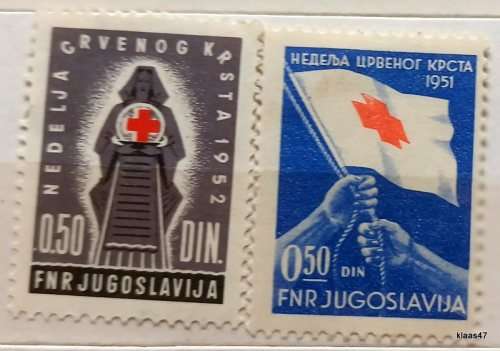 NEDELJA CRVENOG KRSTA 1952
0.50 DIN.
FNR JUGOSLAVIJA
НЕДЕЉА ЦРВЕНОГ КРСТА
1951
0 50 DIN
FNR JUGOSLAVIJA
klaas47